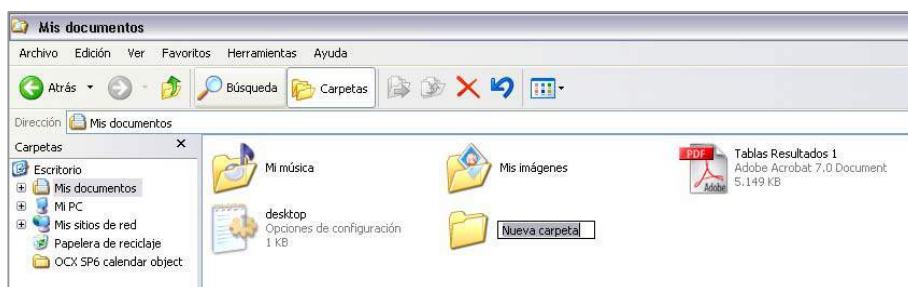 Mis documentos
Archivo Edición Ver Favoritos Herramientas Ayuda
Atrás Búsqueda Carpetas
Dirección Mis documentos
Carpetas X
Escritorio
Mis documentos
Mi PC
Mis sitios de red
Papelera de reciclaje
OCX SP6 calendar object
Mi música
Mis imágenes
PDF
Adobe
Tablas Resultados 1
Adobe Acrobat 7.0 Document
5.149 KB
desktop
Opciones de configuración
1 KB
Nueva carpeta